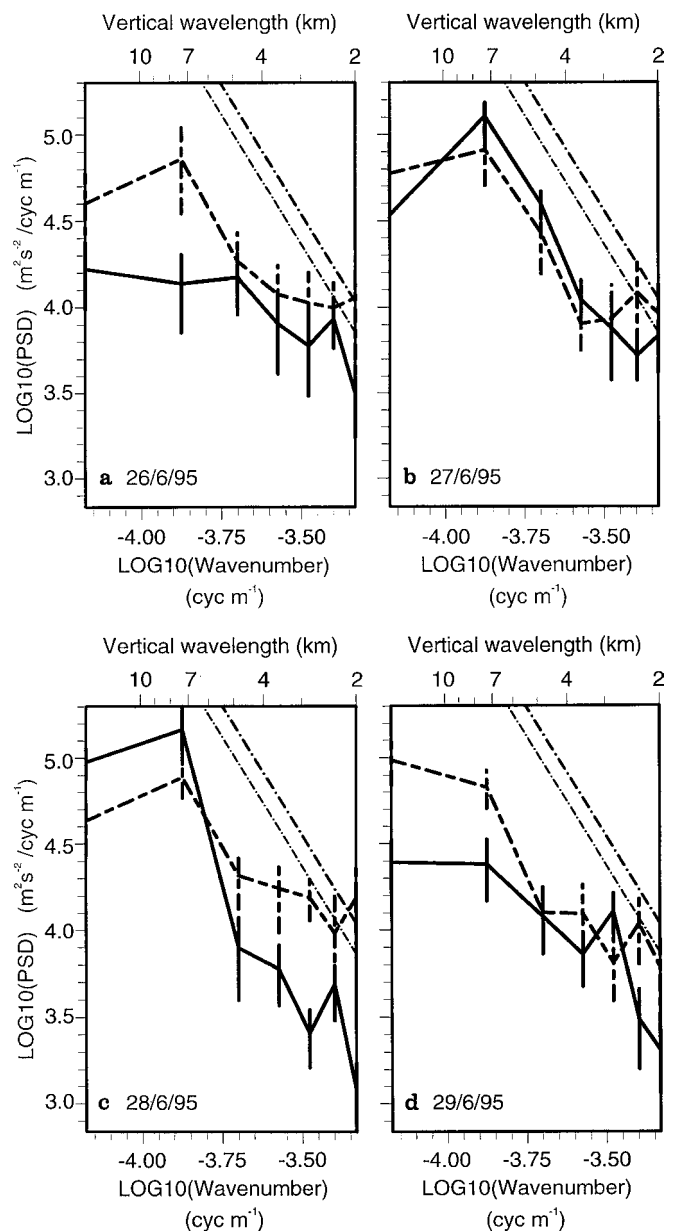 Vertical wavelength (km)
10 7 4 2
Vertical wavelength (km)
10 7 4 2
LOG10(PSD) (m²s⁻²/cyc m⁻¹)
5.0
4.5
4.0
3.5
3.0
a 26/6/95
b 27/6/95
-4.00 -3.75 -3.50
LOG10(Wavenumber)
(cyc m⁻¹)
-4.00 -3.75 -3.50
LOG10(Wavenumber)
(cyc m⁻¹)
Vertical wavelength (km)
10 7 4 2
Vertical wavelength (km)
10 7 4 2
LOG10(PSD) (m²s⁻²/cyc m⁻¹)
5.0
4.5
4.0
3.5
3.0
c 28/6/95
d 29/6/95
-4.00 -3.75 -3.50
LOG10(Wavenumber)
(cyc m⁻¹)
-4.00 -3.75 -3.50
LOG10(Wavenumber)
(cyc m⁻¹)